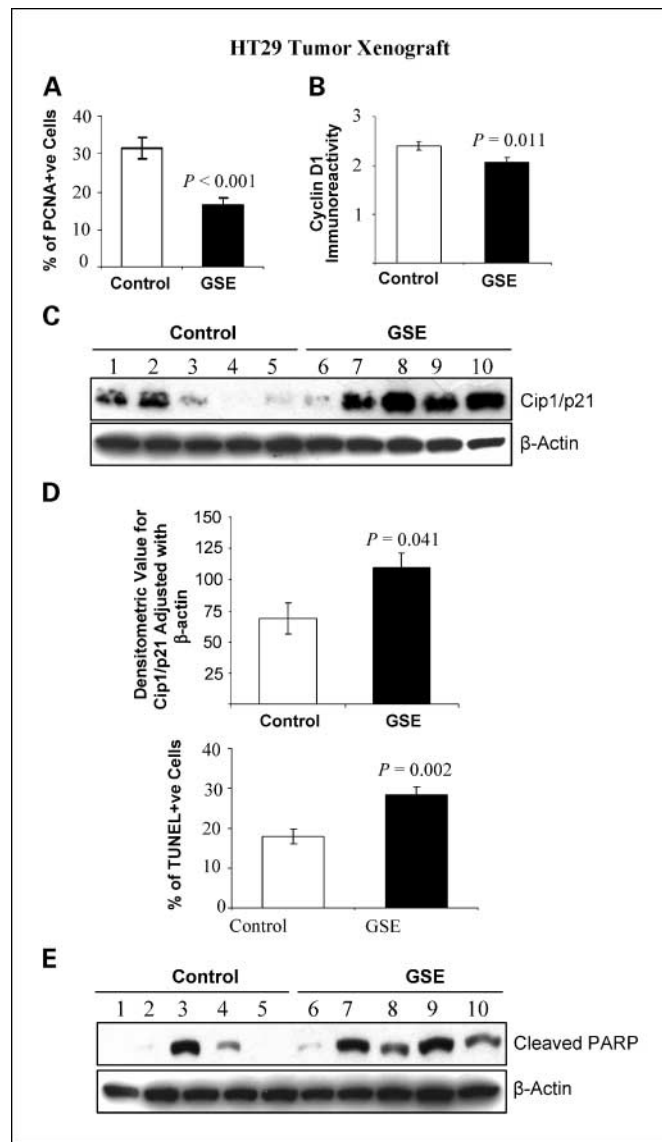 HT29 Tumor Xenograft
A
% of PCNA+ve Cells
40
30
20
10
0
P < 0.001
Control GSE
B
Cyclin D1
Immunoreactivity
3
2
1
P = 0.011
Control GSE
C
Control GSE
1 2 3 4 5 6 7 8 9 10
Cip1/p21
β-Actin
D
Densitometric Value for
Cip1/p21 Adjusted with
β-actin
150
125
100
75
50
25
P = 0.041
Control GSE
% of TUNEL+ve Cells
40
30
20
10
0
P = 0.002
Control GSE
E
Control GSE
1 2 3 4 5 6 7 8 9 10
Cleaved PARP
β-Actin